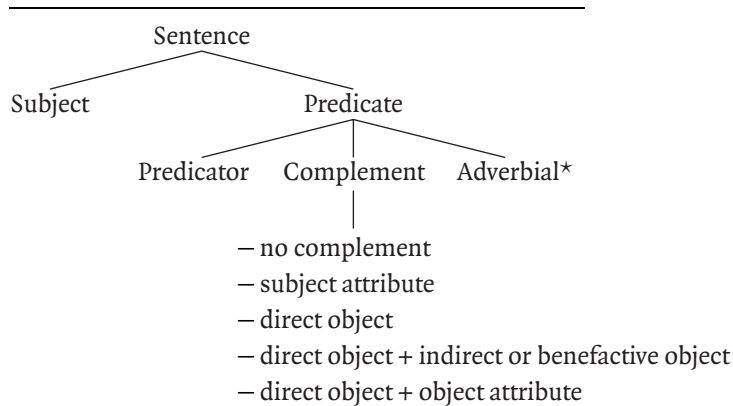 Sentence
Subject Predicate
Predicator Complement Adverbial*
– no complement
– subject attribute
– direct object
– direct object + indirect or benefactive object
– direct object + object attribute